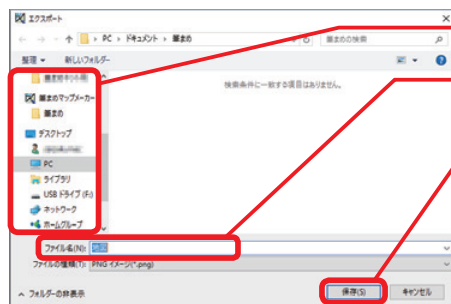 エクスポート
PC › ドキュメント › 筆まめ
筆まめの検索
整理 新しいフォルダー
検索条件に一致する項目はありません。
筆まめマップメーカー
筆まめ
デスクトップ
PC
ライブラリ
USB ドライブ (F:)
ネットワーク
ホームグループ
ファイル名(N): 地図
ファイルの種類(T): PNG イメージ(*.png)
フォルダーの非表示
保存(S) キャンセル